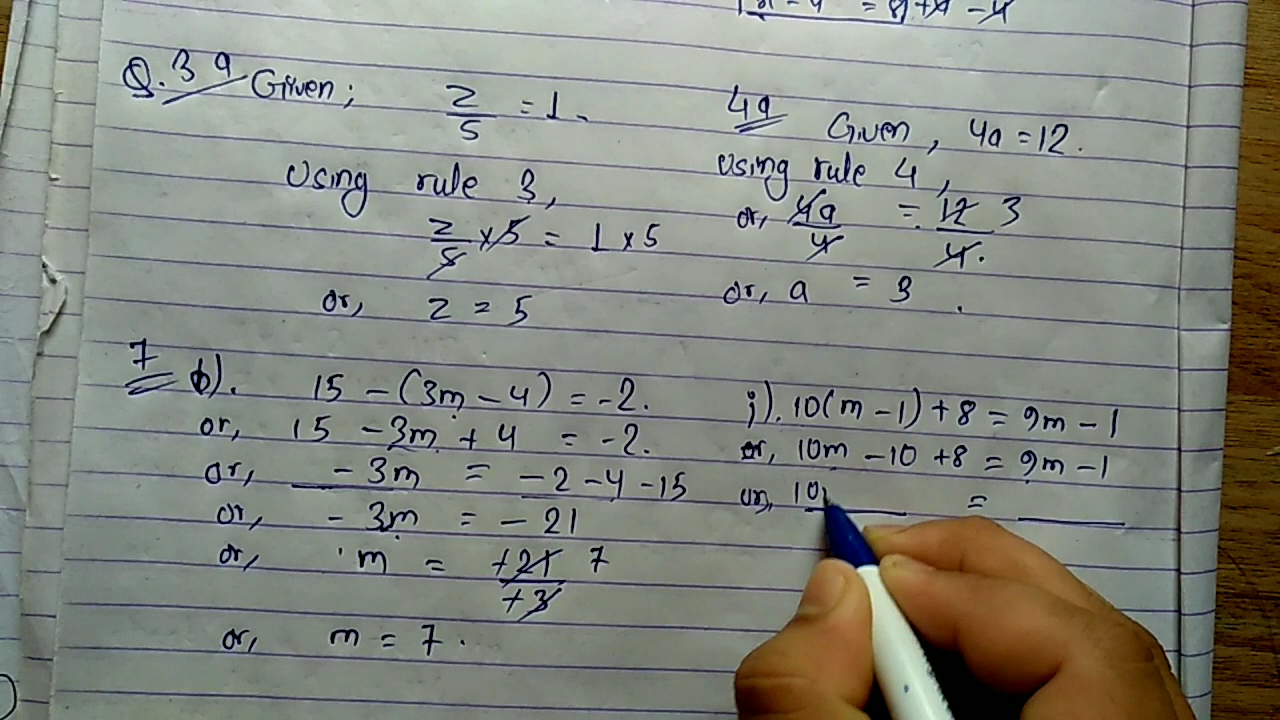 = 8 + 4 - 4
Q. 3 a Given; z/5 = 1.
Using rule 3,
z/5 × 5 = 1 × 5
or, z = 5
4a Given, 4a = 12.
Using rule 4,
or, 4a/4 = 12/4 3
or, a = 3.
7 b). 15 - (3m - 4) = -2.
or, 15 - 3m + 4 = -2.
or, - 3m = -2 - 4 - 15
or, - 3m = - 21
or, m = +21/+3 7
or, m = 7.
j). 10(m - 1) + 8 = 9m - 1
or, 10m - 10 + 8 = 9m - 1
or, 10 =